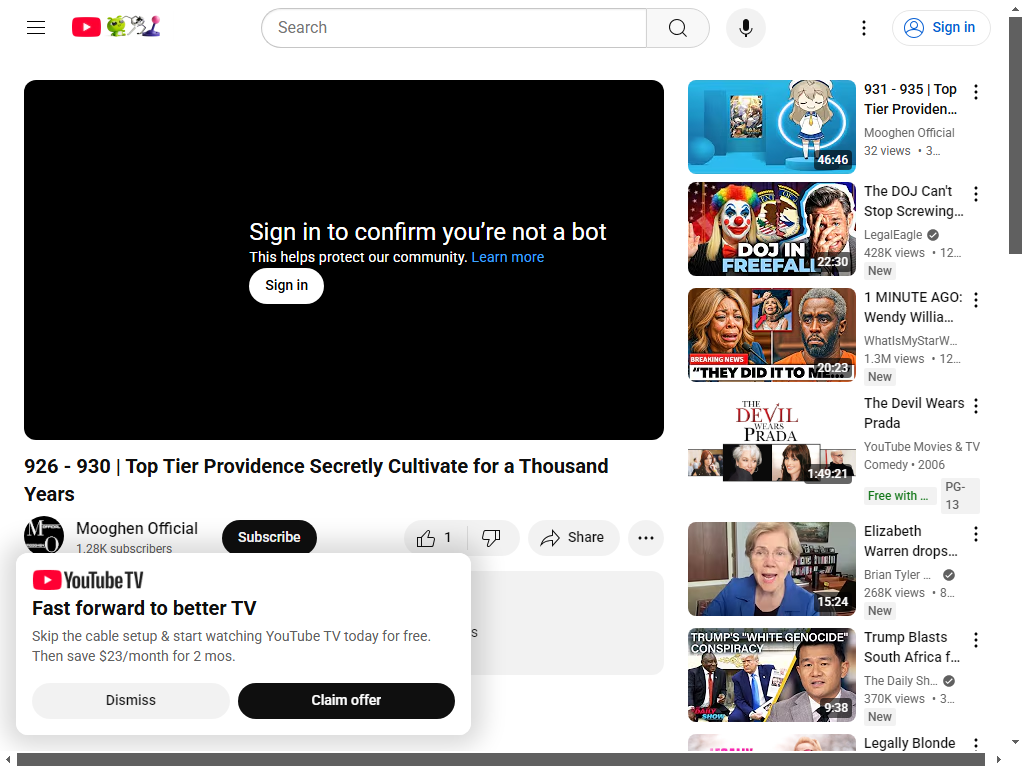 Search
Sign in
Sign in to confirm you’re not a bot
This helps protect our community. Learn more
Sign in
926 - 930 | Top Tier Providence Secretly Cultivate for a Thousand
Years
Mooghen Official
1.28K subscribers
Subscribe
1
Share
YouTube TV
Fast forward to better TV
Skip the cable setup & start watching YouTube TV today for free.
Then save $23/month for 2 mos.
Dismiss
Claim offer
s
46:46
931 - 935 | Top
Tier Providen...
Mooghen Official
32 views • 3...
DOJ IN
FREEFALL
22:30
The DOJ Can't
Stop Screwing...
LegalEagle
428K views • 12...
New
BREAKING NEWS
“THEY DID IT TO ME...
20:23
1 MINUTE AGO:
Wendy Willia...
WhatIsMyStarW...
1.3M views • 12...
New
THE
DEVIL
WEARS
PRADA
1:49:21
The Devil Wears
Prada
YouTube Movies & TV
Comedy • 2006
Free with ...
PG-
13
15:24
Elizabeth
Warren drops...
Brian Tyler ...
268K views • 8...
New
TRUMP'S "WHITE GENOCIDE"
CONSPIRACY
DAILY
SHOW
9:38
Trump Blasts
South Africa f...
The Daily Sh...
370K views • 3...
New
Legally Blonde